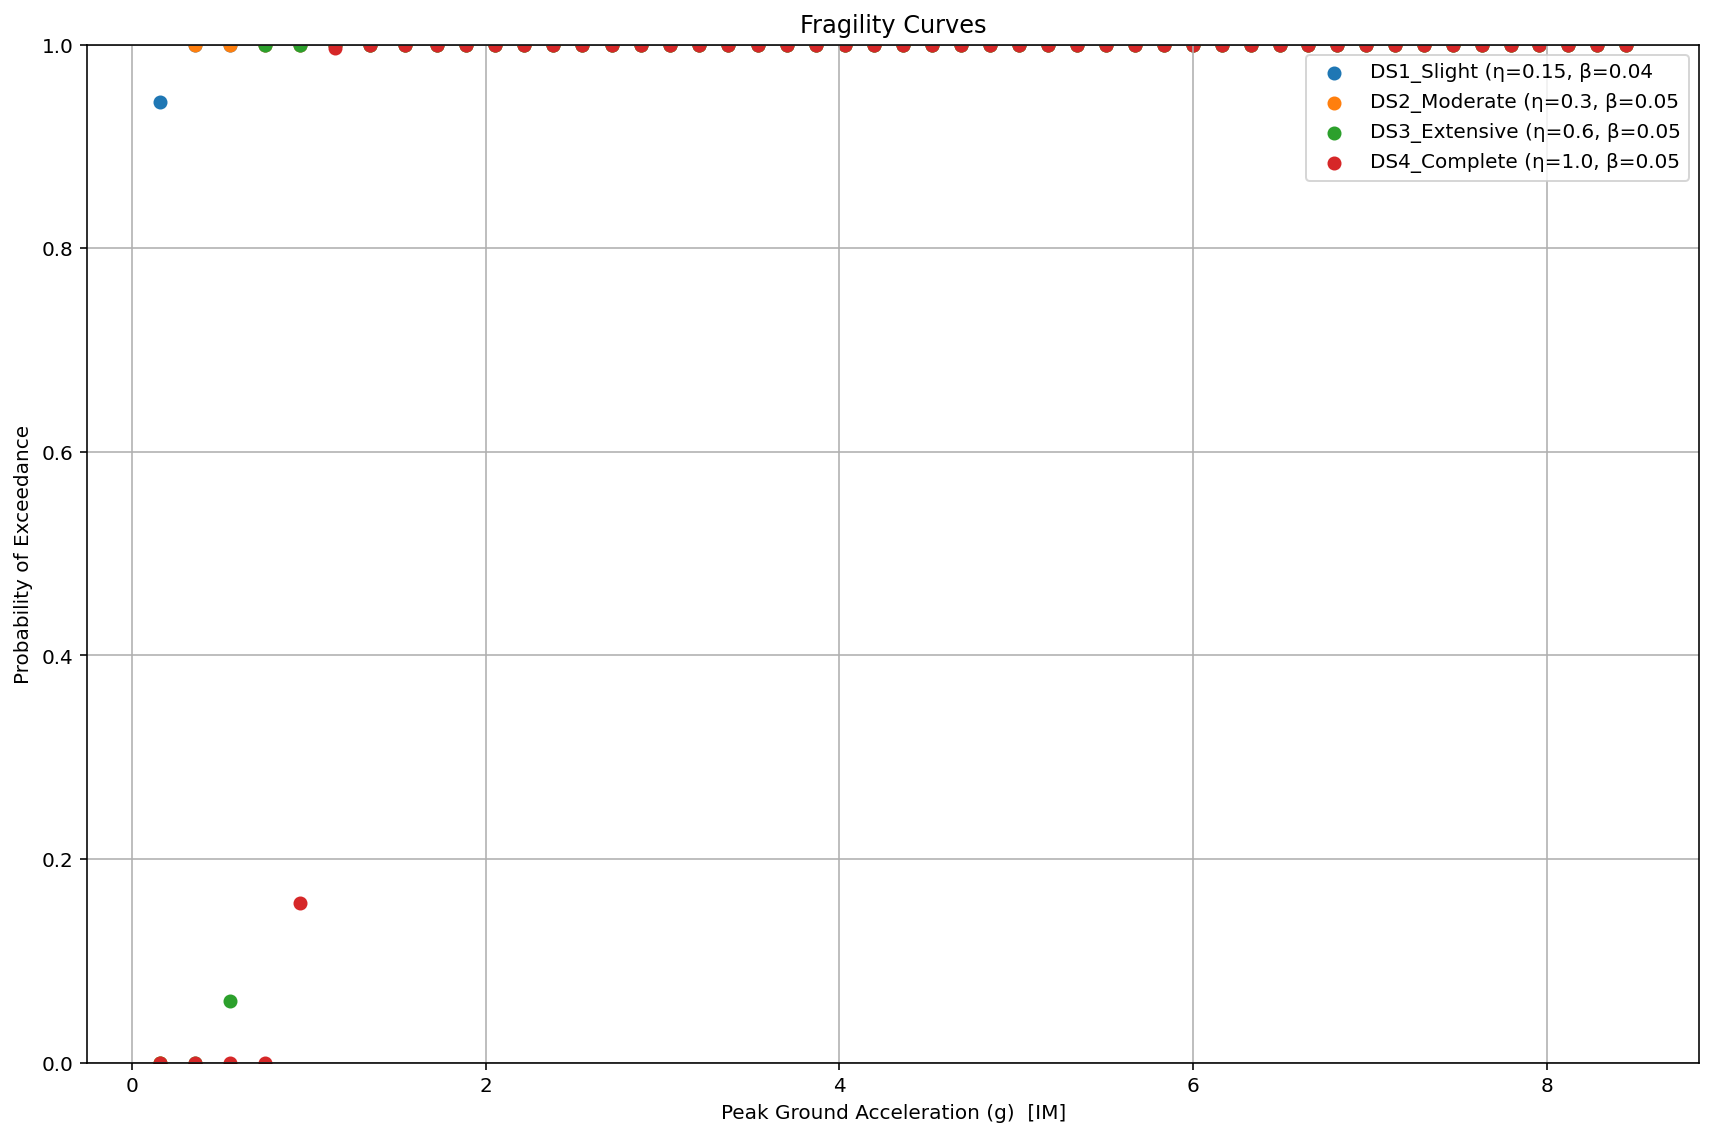 Fragility Curves
DS1_Slight (η=0.15, β=0.04
DS2_Moderate (η=0.3, β=0.05
DS3_Extensive (η=0.6, β=0.05
DS4_Complete (η=1.0, β=0.05
1.0
0.8
0.6
0.4
0.2
0.0
Probability of Exceedance
0 2 4 6 8
Peak Ground Acceleration (g)  [IM]